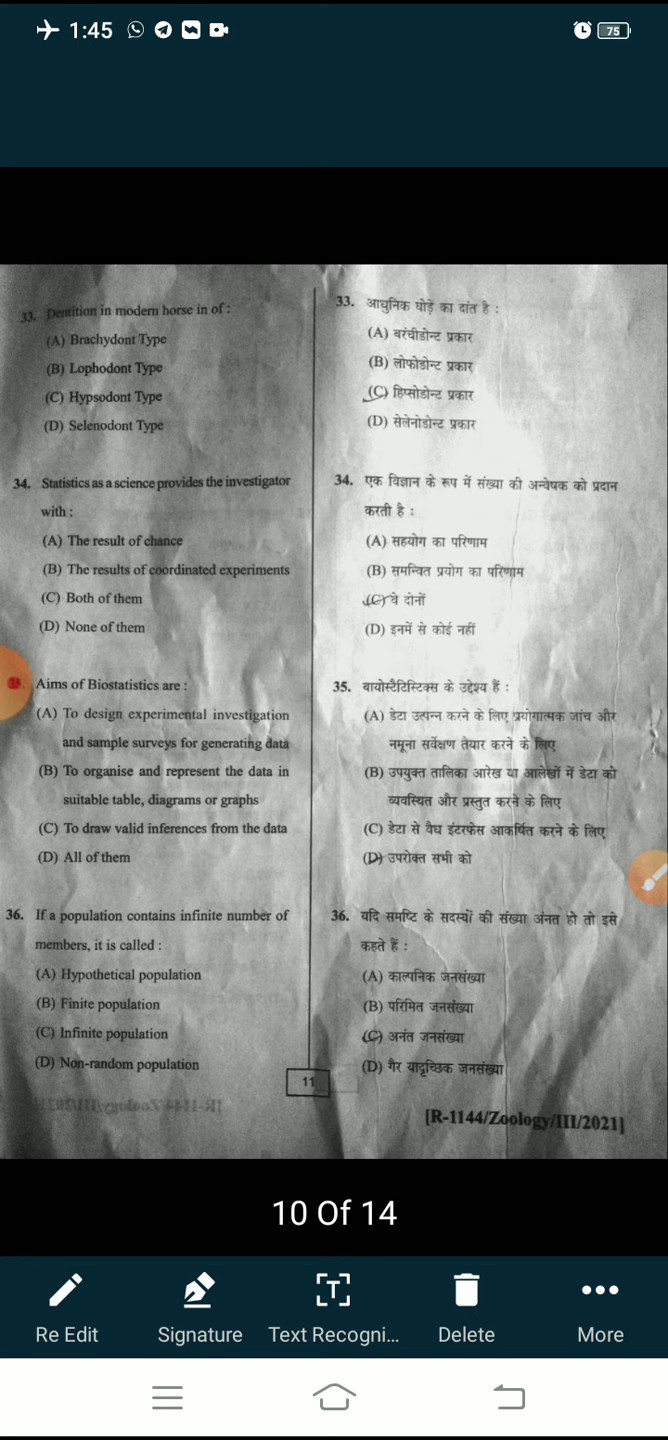 1:45
75
33. Dentition in modern horse in of :
(A) Brachydont Type
(B) Lophodont Type
(C) Hypsodont Type
(D) Selenodont Type
34. Statistics as a science provides the investigator
with :
(A) The result of chance
(B) The results of coordinated experiments
(C) Both of them
(D) None of them
35. Aims of Biostatistics are :
(A) To design experimental investigation
and sample surveys for generating data
(B) To organise and represent the data in
suitable table, diagrams or graphs
(C) To draw valid inferences from the data
(D) All of them
36. If a population contains infinite number of
members, it is called :
(A) Hypothetical population
(B) Finite population
(C) Infinite population
(D) Non-random population
33. आधुनिक घोड़े का दांत है :
(A) बरंचीडोन्ट प्रकार
(B) लोफोडोन्ट प्रकार
(C) हिप्सोडोन्ट प्रकार
(D) सेलेनोडोन्ट प्रकार
34. एक विज्ञान के रूप में संख्या की अन्वेषक को प्रदान
करती है :
(A) सहयोग का परिणाम
(B) समन्वित प्रयोग का परिणाम
(C) वे दोनों
(D) इनमें से कोई नहीं
35. बायोस्टैटिस्टिक्स के उद्देश्य हैं :
(A) डेटा उत्पन्न करने के लिए प्रयोगात्मक जांच और
नमूना सर्वेक्षण तैयार करने के लिए
(B) उपयुक्त तालिका आरेख या आलेखों में डेटा को
व्यवस्थित और प्रस्तुत करने के लिए
(C) डेटा से वैध इंटरफेस आकर्षित करने के लिए
(D) उपरोक्त सभी को
36. यदि समष्टि के सदस्यों की संख्या अंनत हो तो इसे
कहते हैं :
(A) काल्पनिक जनसंख्या
(B) परिमित जनसंख्या
(C) अनंत जनसंख्या
(D) गैर यादृच्छिक जनसंख्या
11
[R-1144/Zoology/III/2021]
10 Of 14
Re Edit
Signature
Text Recogni...
Delete
More